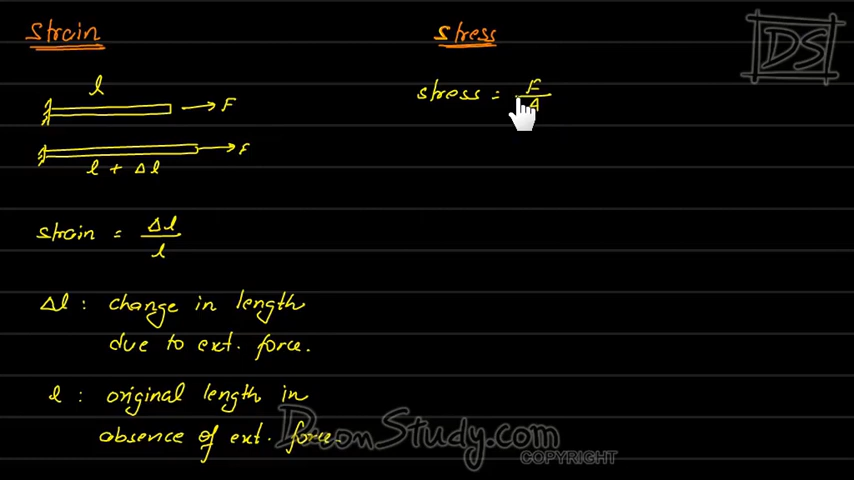 Strain
l
F
F
l + Δl
strain = Δl/l
Δl : change in length
due to ext. force.
l : original length in
absence of ext. force.
Stress
stress = F/A
DS
DoonStudy.com
COPYRIGHT